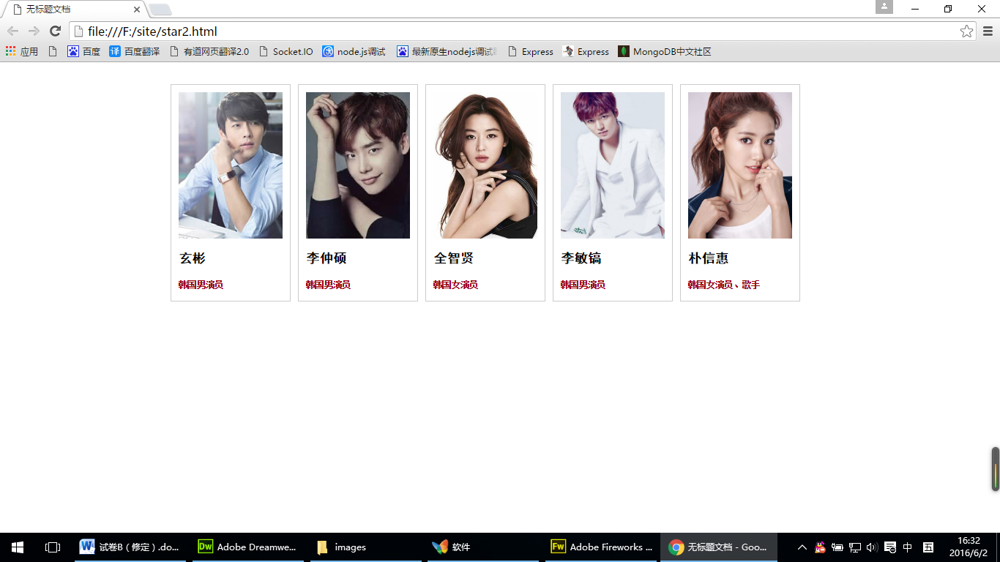 无标题文档
file:///F:/site/star2.html
应用
百度
百度翻译
有道网页翻译2.0
Socket.IO
node.js调试
最新原生nodejs调试
Express
Express
MongoDB中文社区
玄彬
李仲硕
全智贤
李敏镐
朴信惠
韩国男演员
韩国男演员
韩国女演员
韩国男演员
韩国女演员、歌手
试卷B（修定）.do...
Adobe Dreamwe...
images
软件
Adobe Fireworks ...
无标题文档 - Goo...
中
五
16:32
2016/6/2